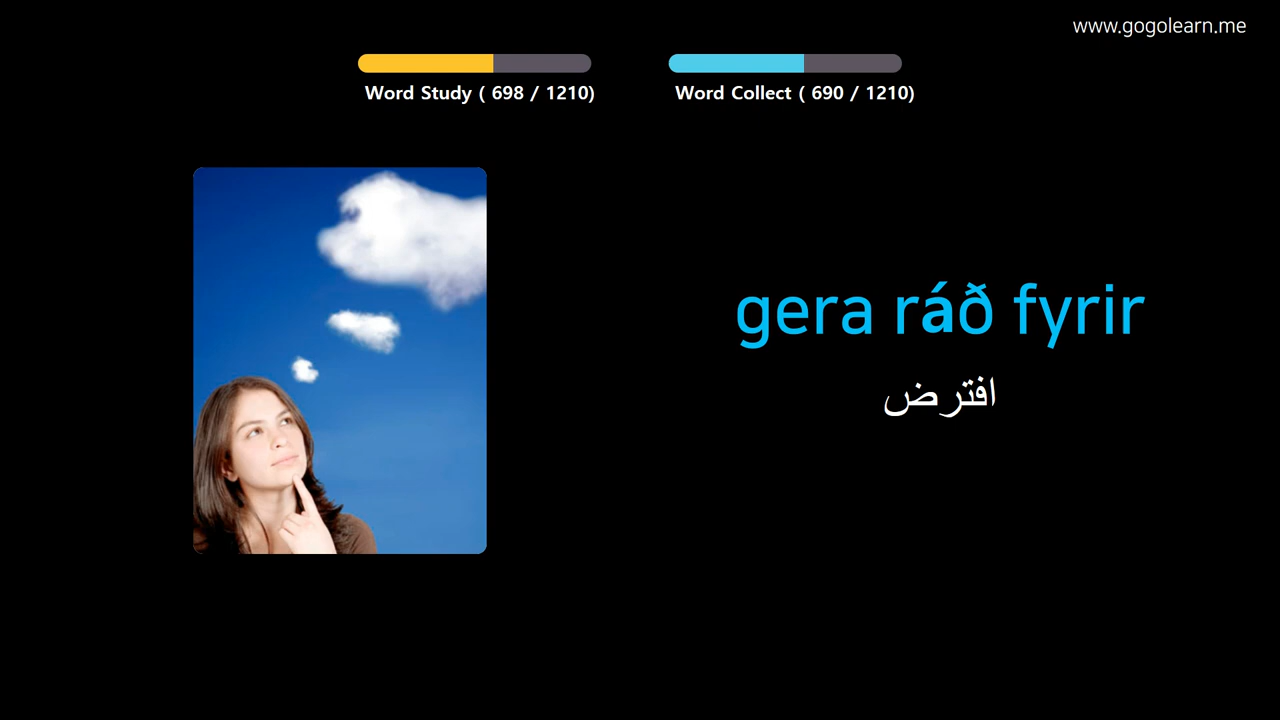 www.gogolearn.me
Word Study ( 698 / 1210)
Word Collect ( 690 / 1210)
gera ráð fyrir
افترض